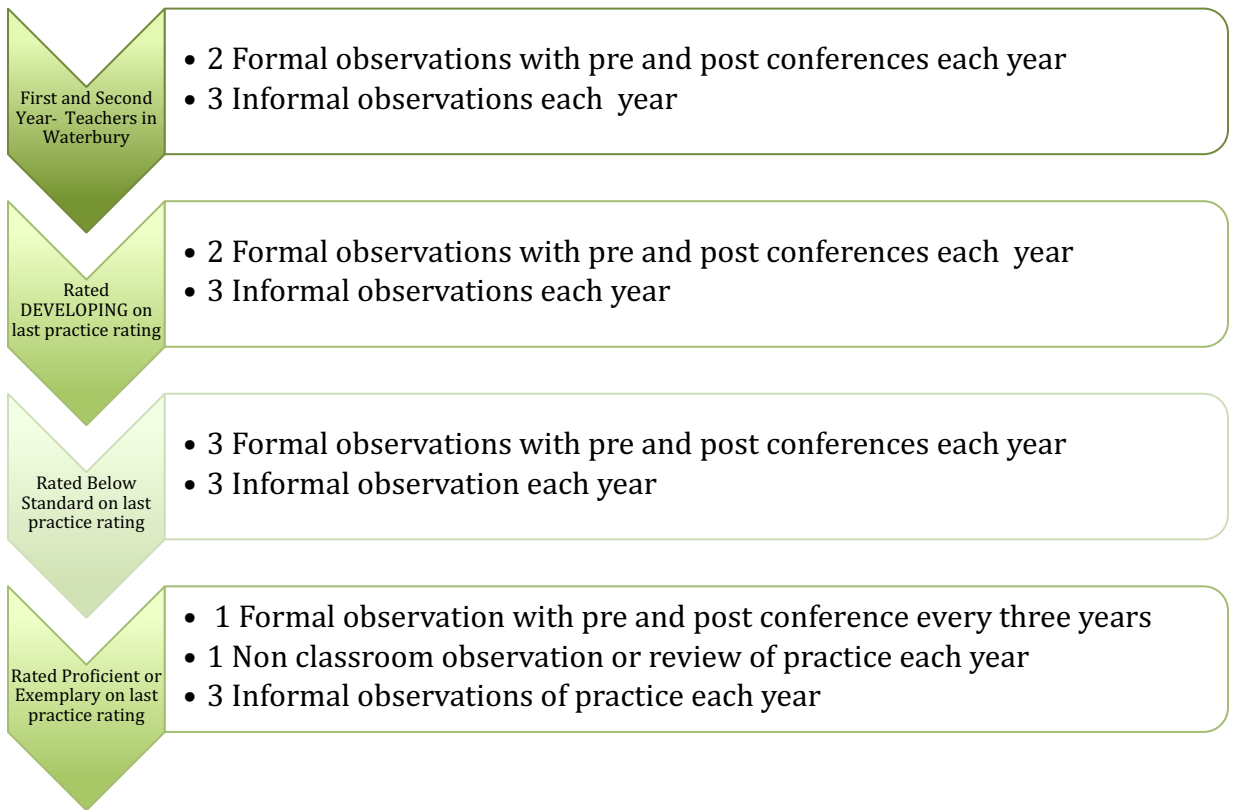 First and Second
Year- Teachers in
Waterbury
• 2 Formal observations with pre and post conferences each year
• 3 Informal observations each  year
Rated
DEVELOPING on
last practice rating
• 2 Formal observations with pre and post conferences each  year
• 3 Informal observations each year
Rated Below
Standard on last
practice rating
• 3 Formal observations with pre and post conferences each year
• 3 Informal observation each year
Rated Proficient or
Exemplary on last
practice rating
•  1 Formal observation with pre and post conference every three years
• 1 Non classroom observation or review of practice each year
• 3 Informal observations of practice each year